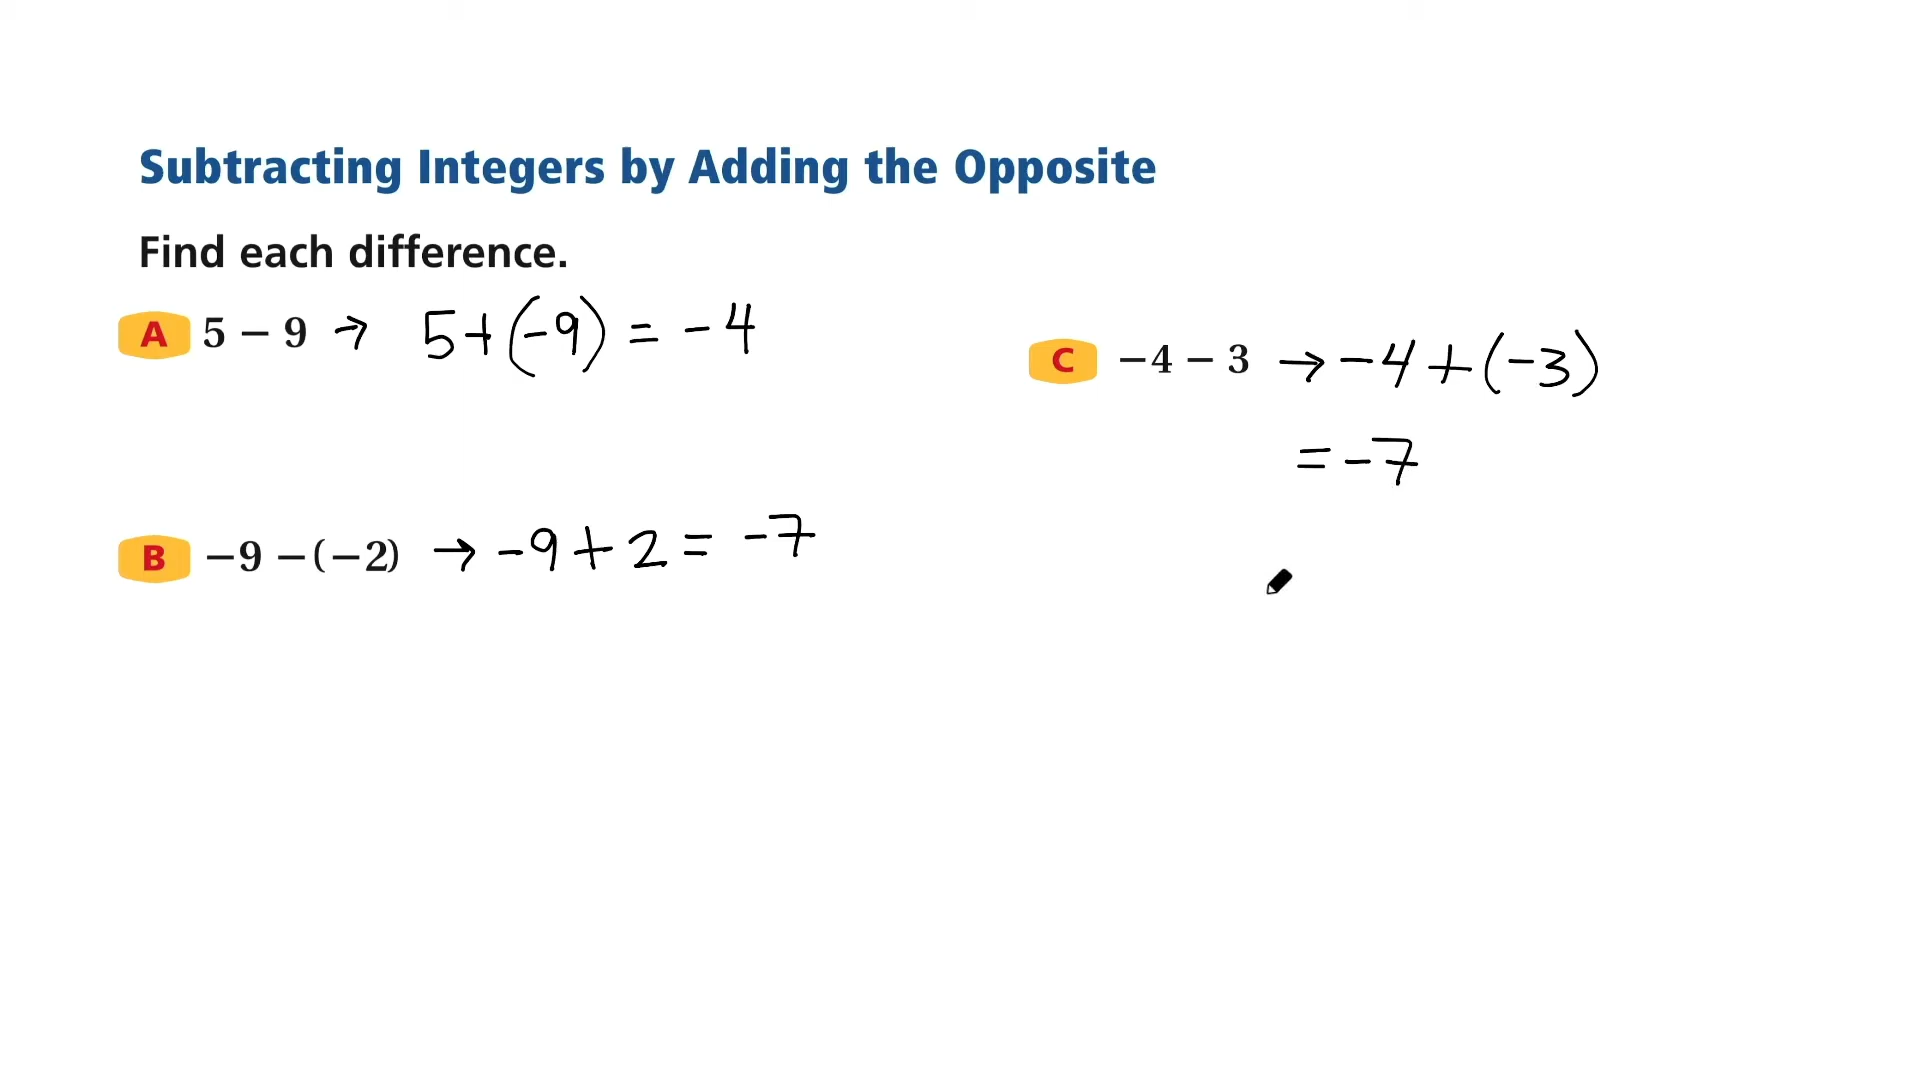 Subtracting Integers by Adding the Opposite
Find each difference.
A 5 − 9 → 5 + (−9) = −4
B −9 − (−2) → −9 + 2 = −7
C −4 − 3 → −4 + (−3)
= −7